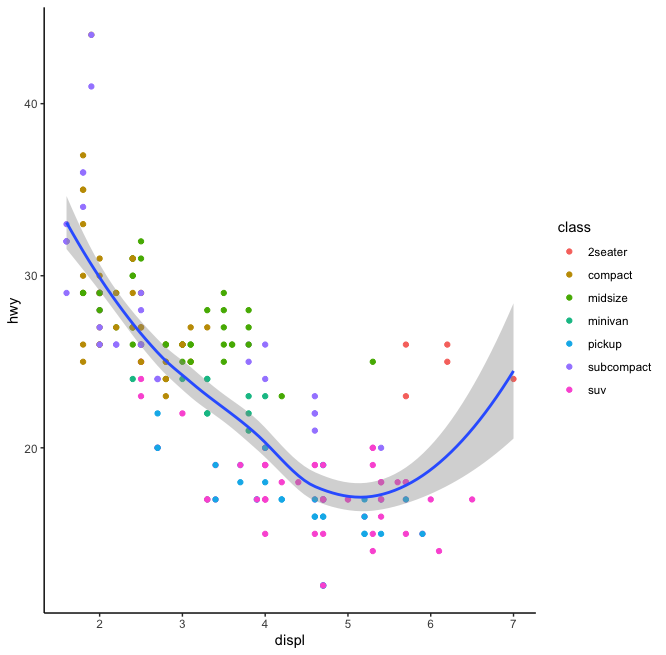 hwy
40
30
20
2 3 4 5 6 7
displ
class
2seater
compact
midsize
minivan
pickup
subcompact
suv